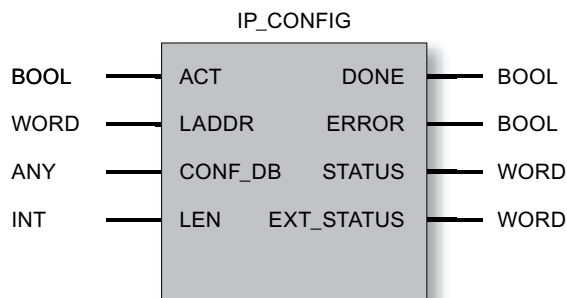 IP_CONFIG
BOOL ACT DONE BOOL
WORD LADDR ERROR BOOL
ANY CONF_DB STATUS WORD
INT LEN EXT_STATUS WORD